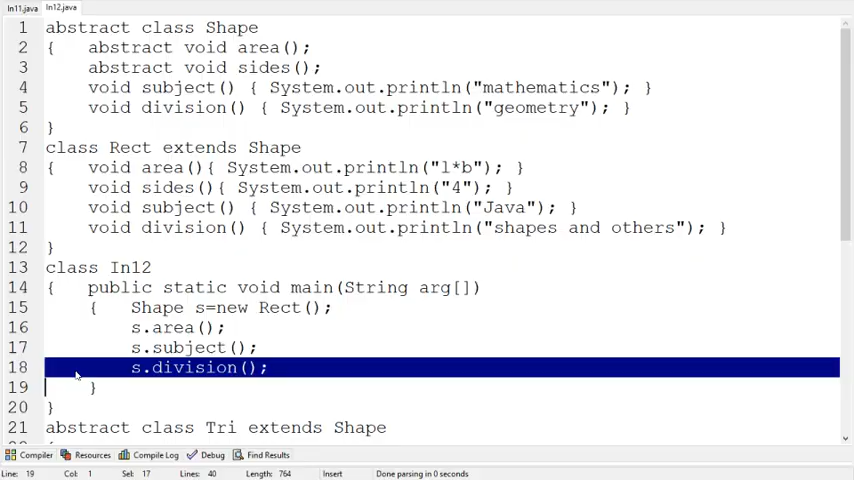 In11.java In12.java
1 abstract class Shape
2 { abstract void area();
3 abstract void sides();
4 void subject() { System.out.println("mathematics"); }
5 void division() { System.out.println("geometry"); }
6 }
7 class Rect extends Shape
8 { void area(){ System.out.println("l*b"); }
9 void sides(){ System.out.println("4"); }
10 void subject() { System.out.println("Java"); }
11 void division() { System.out.println("shapes and others"); }
12 }
13 class In12
14 { public static void main(String arg[])
15 { Shape s=new Rect();
16 s.area();
17 s.subject();
18 s.division();
19 }
20 }
21 abstract class Tri extends Shape
Compiler Resources Compile Log Debug Find Results
Line: 19 Col: 1 Sel: 17 Lines: 40 Length: 764 Insert Done parsing in 0 seconds